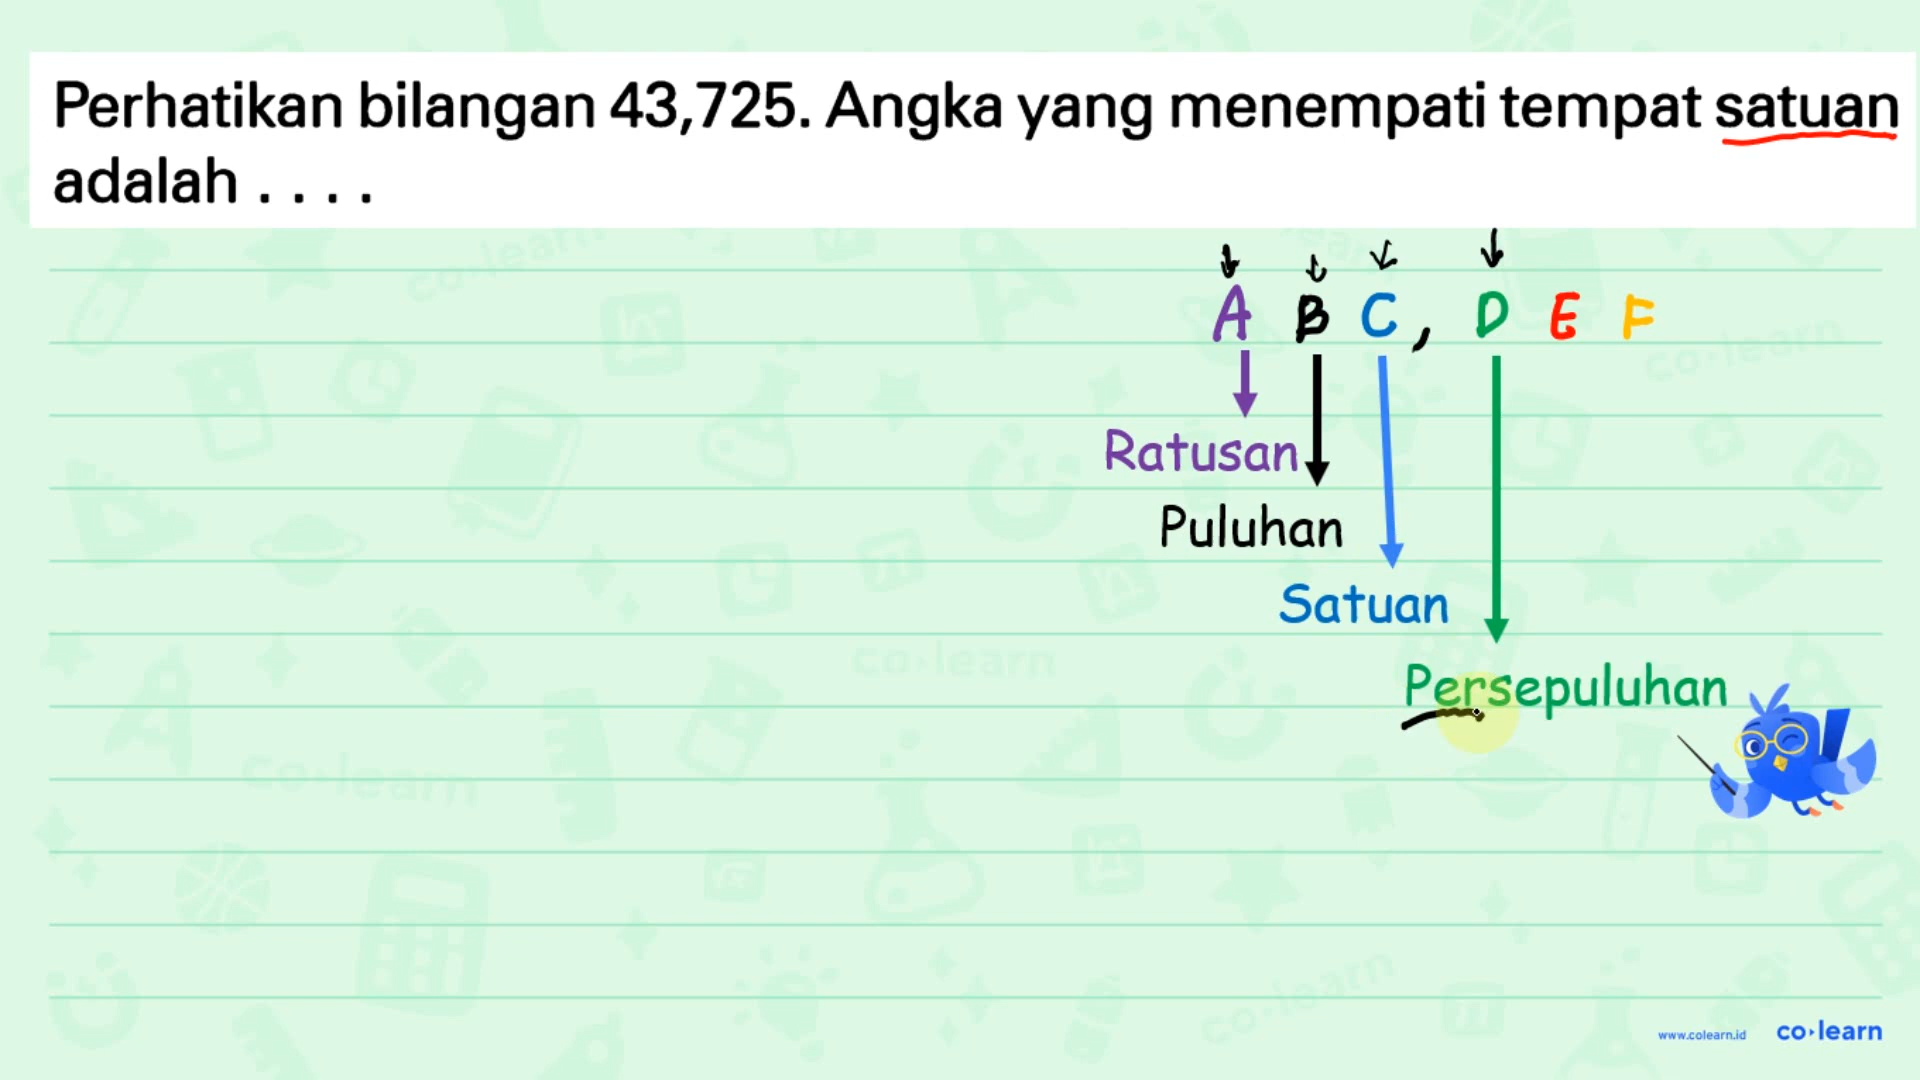 Perhatikan bilangan 43,725. Angka yang menempati tempat satuan
adalah . . . .
A B C , D E F
Ratusan
Puluhan
Satuan
Persepuluhan
www.colearn.id co·learn